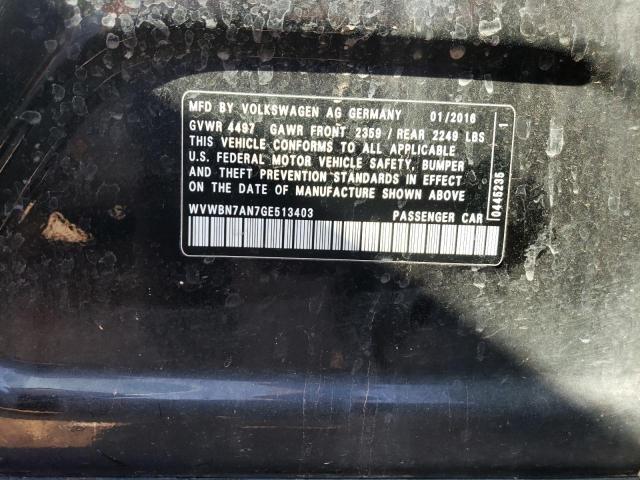 MFD BY VOLKSWAGEN AG GERMANY 01/2016
GVWR 4497 GAWR FRONT 2359 / REAR 2249 LBS
THIS VEHICLE CONFORMS TO ALL APPLICABLE
U.S. FEDERAL MOTOR VEHICLE SAFETY, BUMPER
AND THEFT PREVENTION STANDARDS IN EFFECT
ON THE DATE OF MANUFACTURE SHOWN ABOVE
WVWBN7AN7GE513403 PASSENGER CAR
0445235 1